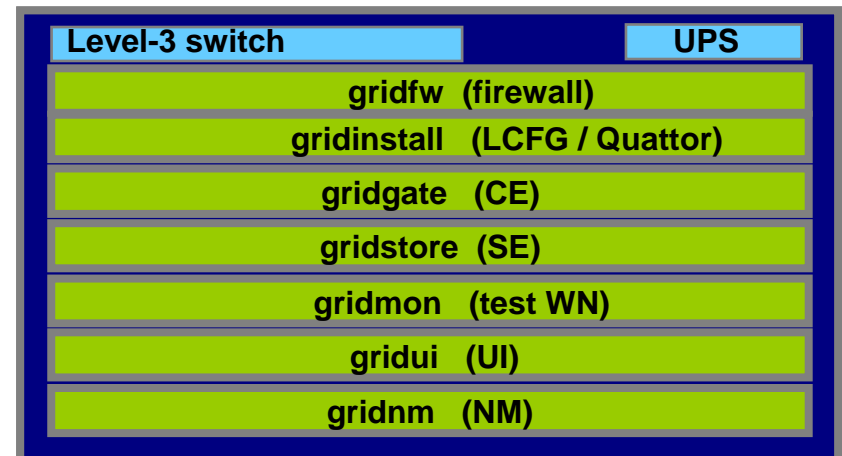 Level-3 switch UPS
gridfw (firewall)
gridinstall (LCFG / Quattor)
gridgate (CE)
gridstore (SE)
gridmon (test WN)
gridui (UI)
gridnm (NM)